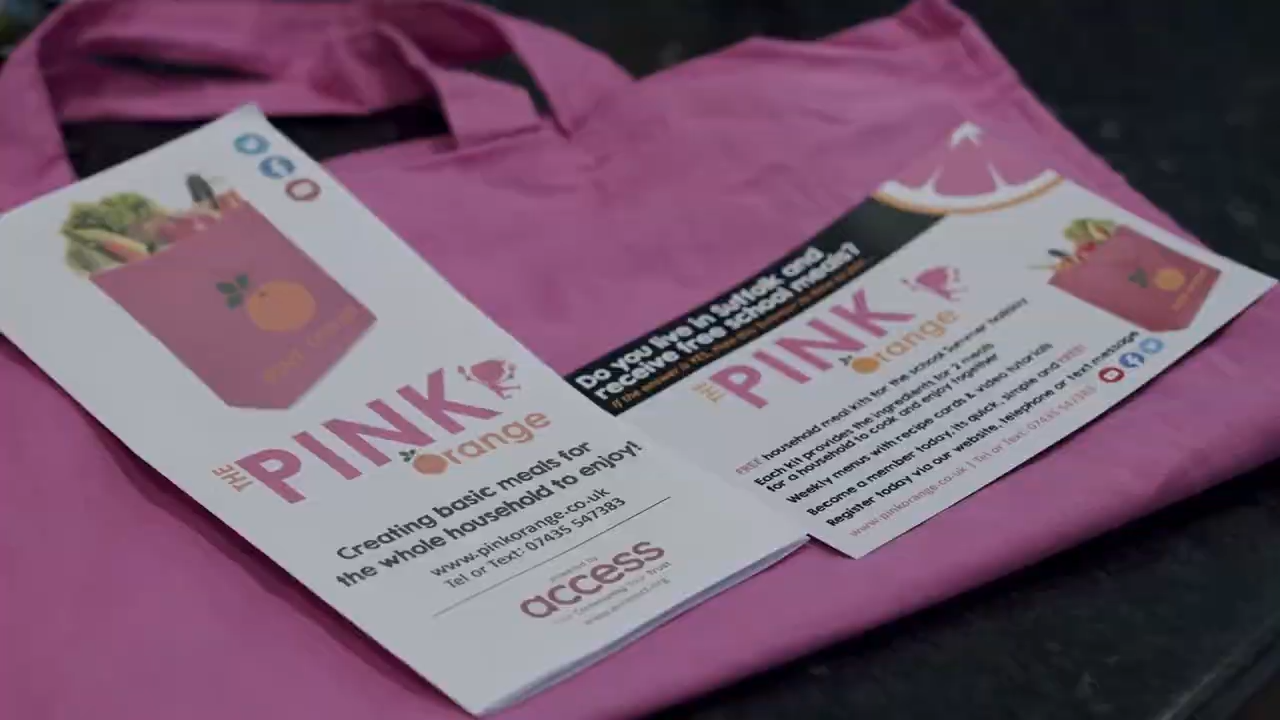 THE
PINK
orange
Creating basic meals for
the whole household to enjoy!
www.pinkorange.co.uk
Tel or Text: 07435 547383
powered by
access
Community Trust
Do you live in Suffolk and
receive free school meals?
THE
PINK
orange
FREE household meal kits for the school summer holiday
Each kit provides the ingredients for 2 meals
for a household to cook and enjoy together
Weekly menus with recipe cards & video tutorials
Become a member today, its quick, simple and FREE!
Register today via our website, telephone or text message
www.pinkorange.co.uk | Tel or Text: 07435 547383